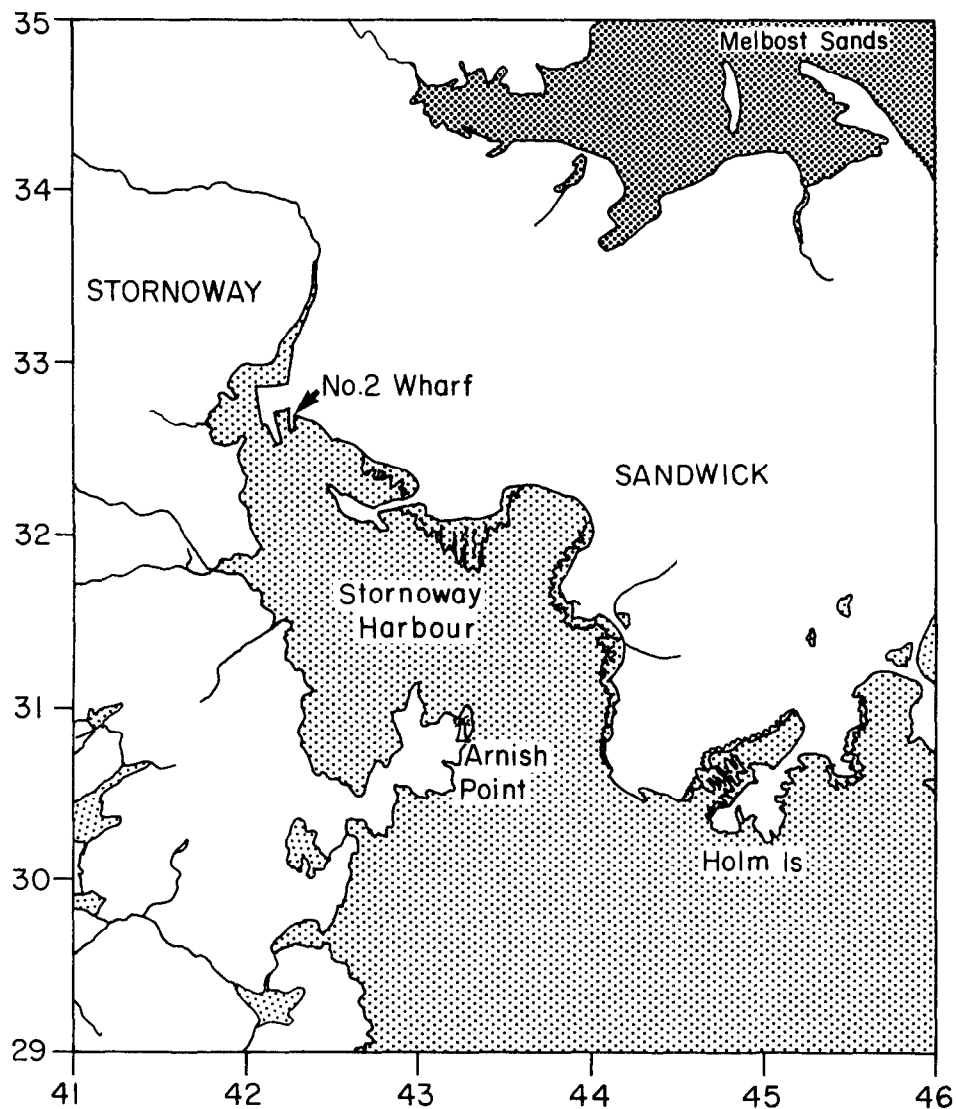 35
Melbost Sands
34
STORNOWAY
33
No.2 Wharf
SANDWICK
32
Stornoway
Harbour
31
Arnish
Point
Holm Is
30
29
41
42
43
44
45
46